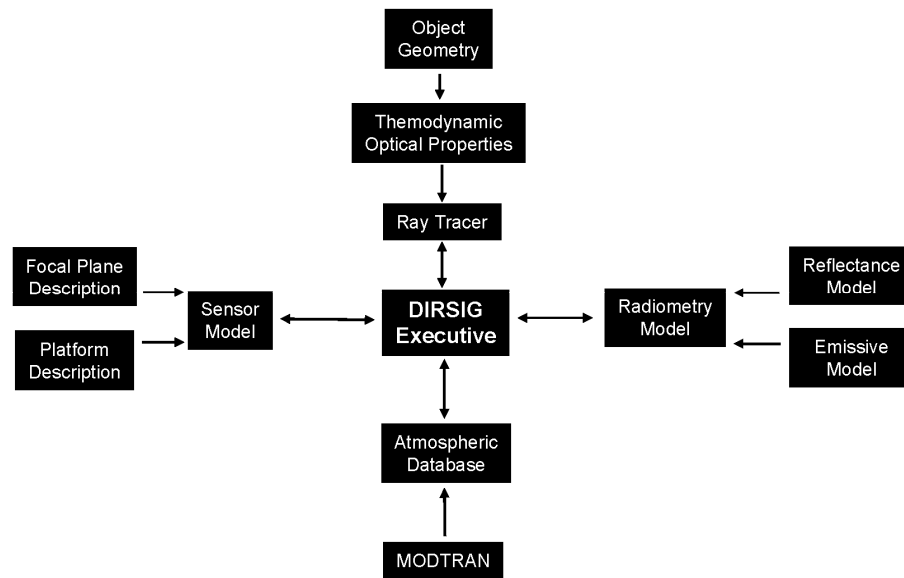 Object
Geometry
Themodynamic
Optical Properties
Ray Tracer
Focal Plane
Description
Platform
Description
Sensor
Model
DIRSIG
Executive
Radiometry
Model
Reflectance
Model
Emissive
Model
Atmospheric
Database
MODTRAN